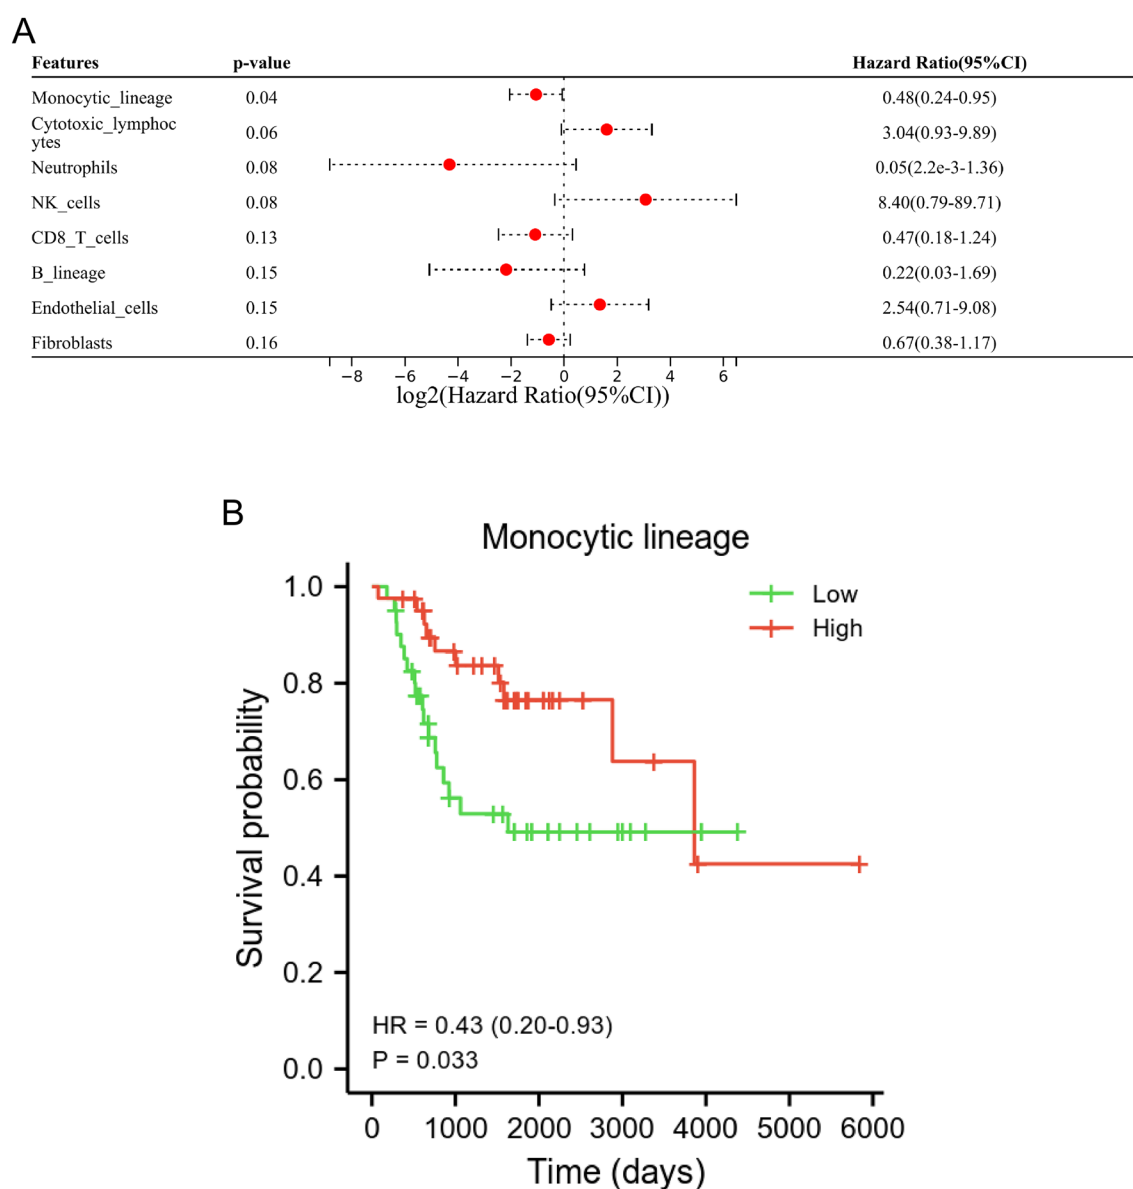 A
Features p-value Hazard Ratio(95%CI)
Monocytic_lineage 0.04 0.48(0.24-0.95)
Cytotoxic_lymphoc
ytes 0.06 3.04(0.93-9.89)
Neutrophils 0.08 0.05(2.2e-3-1.36)
NK_cells 0.08 8.40(0.79-89.71)
CD8_T_cells 0.13 0.47(0.18-1.24)
B_lineage 0.15 0.22(0.03-1.69)
Endothelial_cells 0.15 2.54(0.71-9.08)
Fibroblasts 0.16 0.67(0.38-1.17)
−8 −6 −4 −2 0 2 4 6
log2(Hazard Ratio(95%CI))
B
Monocytic lineage
Low
High
1.0
0.8
0.6
0.4
0.2
0.0
Survival probability
HR = 0.43 (0.20-0.93)
P = 0.033
0 1000 2000 3000 4000 5000 6000
Time (days)